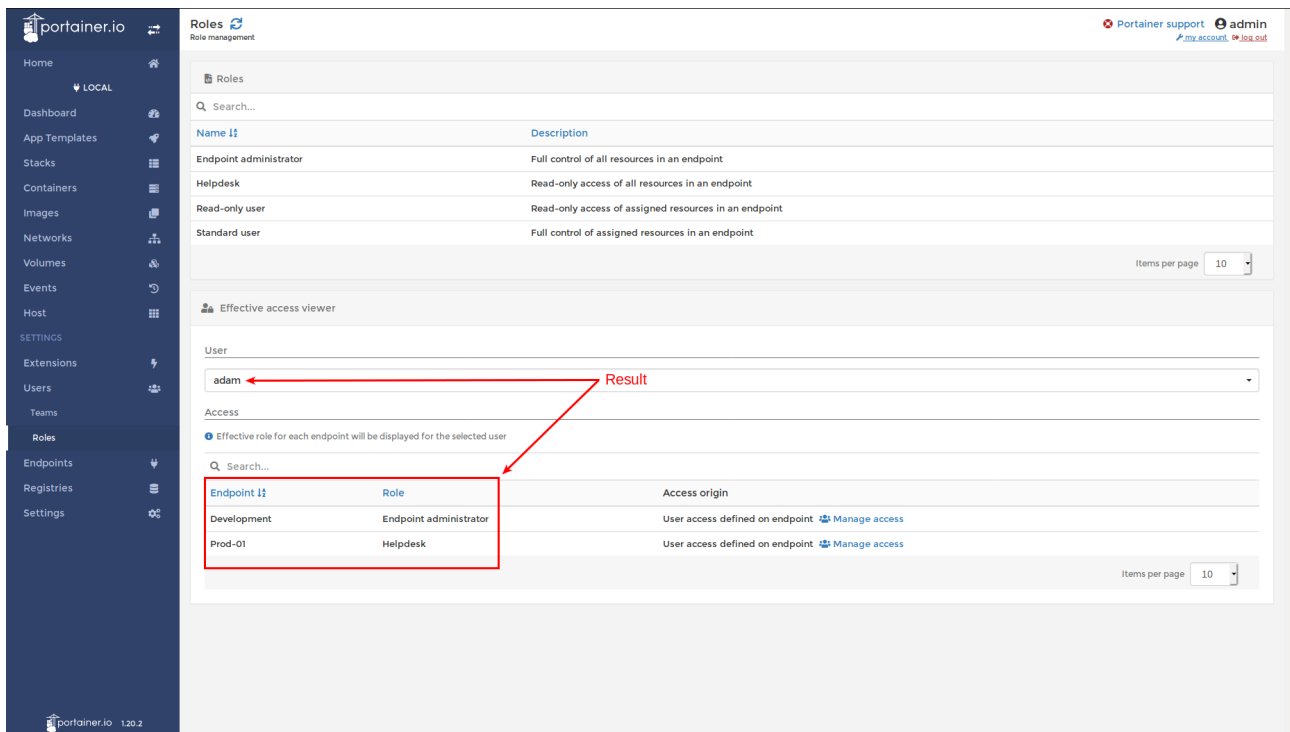 portainer.io
Roles
Role management
Portainer support admin
my account log out
Home
LOCAL
Dashboard
App Templates
Stacks
Containers
Images
Networks
Volumes
Events
Host
SETTINGS
Extensions
Users
Teams
Roles
Endpoints
Registries
Settings
portainer.io 1.20.2
Roles
Search...
Name Description
Endpoint administrator Full control of all resources in an endpoint
Helpdesk Read-only access of all resources in an endpoint
Read-only user Read-only access of assigned resources in an endpoint
Standard user Full control of assigned resources in an endpoint
Items per page 10
Effective access viewer
User
adam
Result
Access
Effective role for each endpoint will be displayed for the selected user
Search...
Endpoint Role Access origin
Development Endpoint administrator User access defined on endpoint Manage access
Prod-01 Helpdesk User access defined on endpoint Manage access
Items per page 10